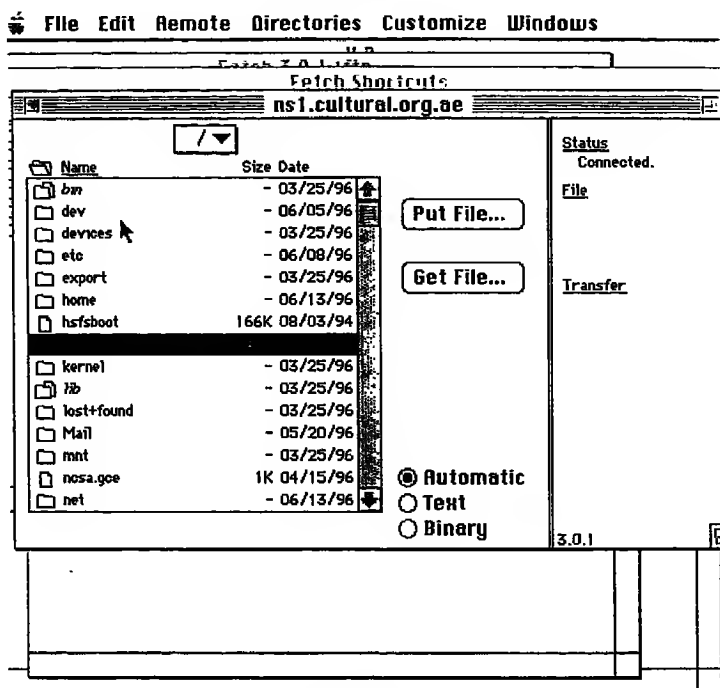 File Edit Remote Directories Customize Windows
Fetch Shortcuts
ns1.cultural.org.ae
/
Name Size Date
bin - 03/25/96
dev - 06/05/96
devices - 03/25/96
etc - 06/08/96
export - 03/25/96
home - 06/13/96
hsfsboot 166K 08/03/94
kernel - 03/25/96
lib - 03/25/96
lost+found - 03/25/96
Mail - 05/20/96
mnt - 03/25/96
ncsa.gce 1K 04/15/96
net - 06/13/96
Put File...
Get File...
Automatic
Text
Binary
Status
Connected.
File
Transfer
3.0.1